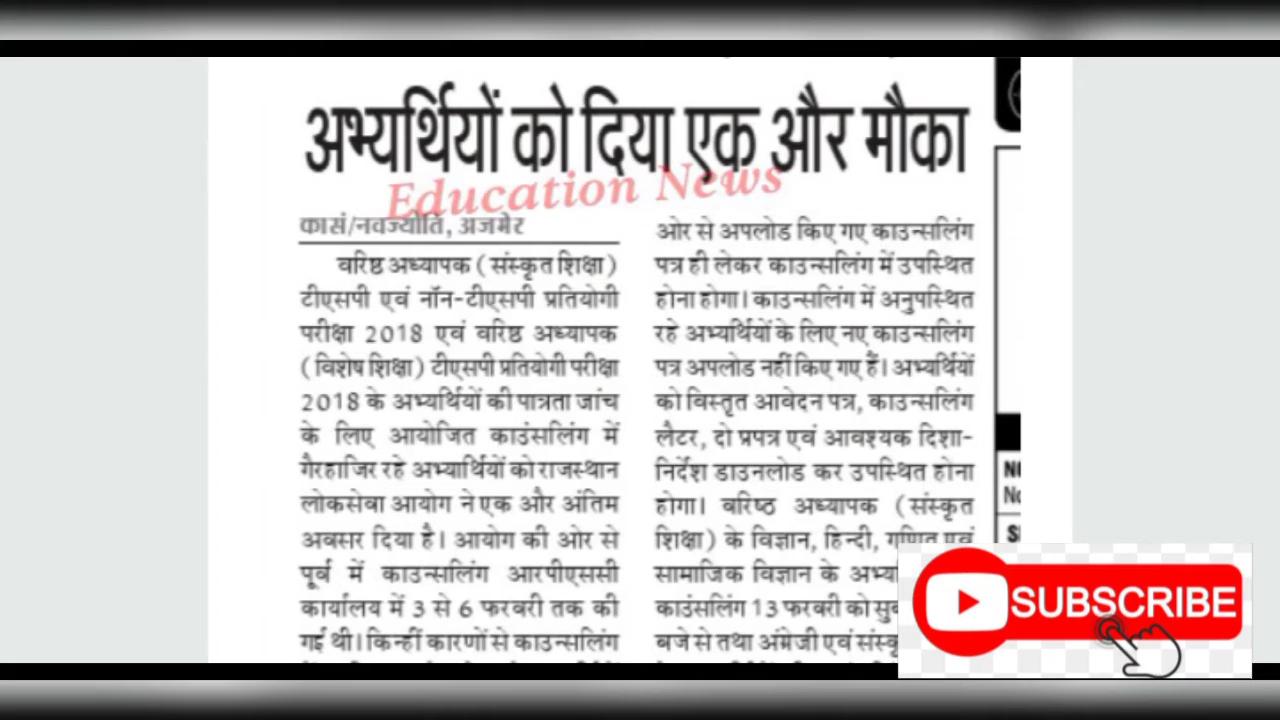 अभ्यर्थियों को दिया एक और मौका
Education News
कासं/नवज्योति, अजमेर
वरिष्ठ अध्यापक (संस्कृत शिक्षा)
टीएसपी एवं नॉन-टीएसपी प्रतियोगी
परीक्षा 2018 एवं वरिष्ठ अध्यापक
(विशेष शिक्षा) टीएसपी प्रतियोगी परीक्षा
2018 के अभ्यर्थियों की पात्रता जांच
के लिए आयोजित काउंसलिंग में
गैरहाजिर रहे अभ्यार्थियों को राजस्थान
लोकसेवा आयोग ने एक और अंतिम
अवसर दिया है। आयोग की ओर से
पूर्व में काउन्सलिंग आरपीएससी
कार्यालय में 3 से 6 फरवरी तक की
गई थी। किन्हीं कारणों से काउन्सलिंग
ओर से अपलोड किए गए काउन्सलिंग
पत्र ही लेकर काउन्सलिंग में उपस्थित
होना होगा। काउन्सलिंग में अनुपस्थित
रहे अभ्यर्थियों के लिए नए काउन्सलिंग
पत्र अपलोड नहीं किए गए हैं। अभ्यर्थियों
को विस्तृत आवेदन पत्र, काउन्सलिंग
लैटर, दो प्रपत्र एवं आवश्यक दिशा-
निर्देश डाउनलोड कर उपस्थित होना
होगा। वरिष्ठ अध्यापक (संस्कृत
शिक्षा) के विज्ञान, हिन्दी, गणित एवं
सामाजिक विज्ञान के
काउंसलिंग 13 फरवरी को
बजे से तथा अंग्रेजी एवं
SUBSCRIBE